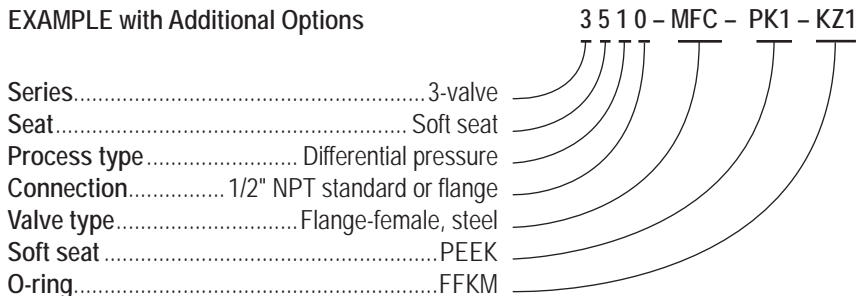 EXAMPLE with Additional Options 3 5 1 0 – MFC – PK1 – KZ1
Series......................................................3-valve
Seat..................................................... Soft seat
Process type....................... Differential pressure
Connection............... 1/2" NPT standard or flange
Valve type............................Flange-female, steel
Soft seat ...................................................PEEK
O-ring........................................................FFKM